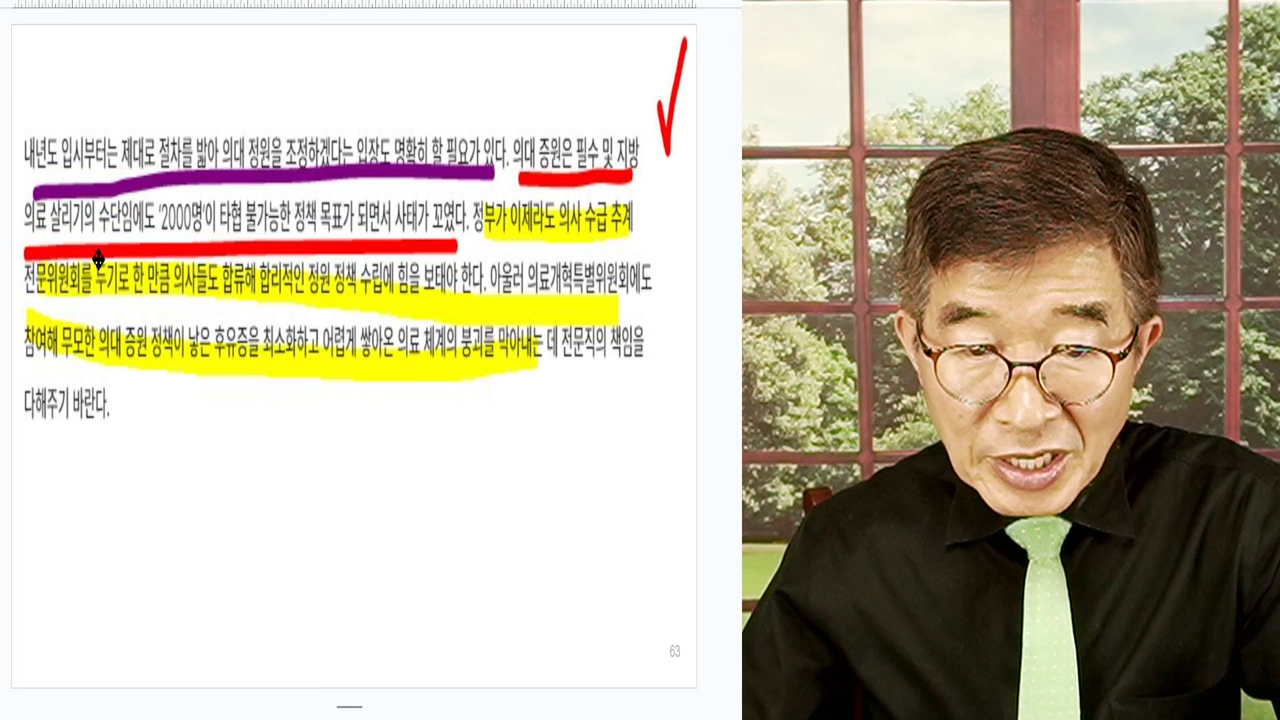 내년도 입시부터는 제대로 절차를 밟아 의대 정원을 조정하겠다는 입장도 명확히 할 필요가 있다. 의대 증원은 필수 및 지방
의료 살리기의 수단임에도 '2000명'이 타협 불가능한 정책 목표가 되면서 사태가 꼬였다. 정부가 이제라도 의사 수급 추계
전문위원회를 두기로 한 만큼 의사들도 합류해 합리적인 정원 정책 수립에 힘을 보태야 한다. 아울러 의료개혁특별위원회에도
참여해 무모한 의대 증원 정책이 낳은 후유증을 최소화하고 어렵게 쌓아온 의료 체계의 붕괴를 막아내는 데 전문직의 책임을
다해주기 바란다.
63